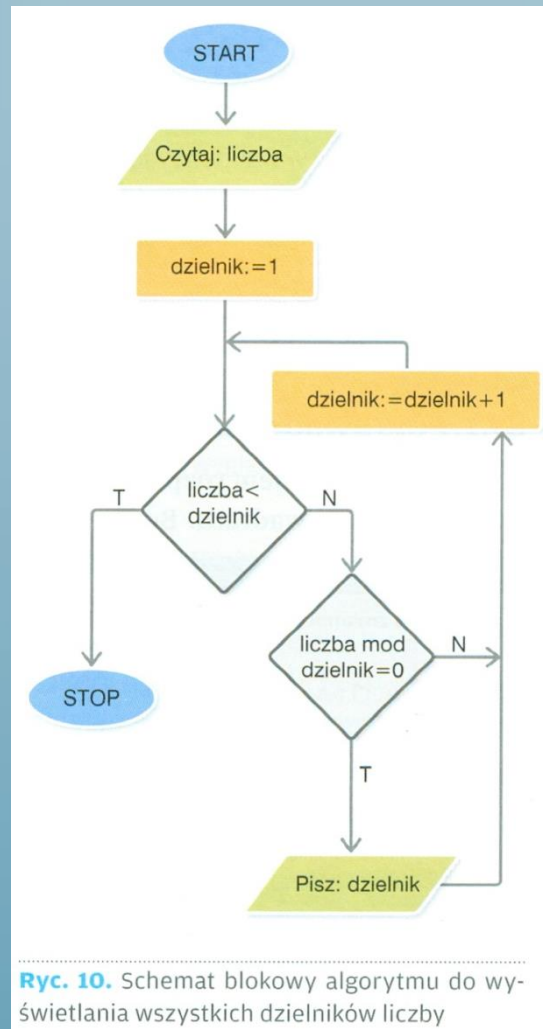 START
Czytaj: liczba
dzielnik:=1
dzielnik:=dzielnik+1
T
liczba<
dzielnik
N
liczba mod
dzielnik=0
N
STOP
T
Pisz: dzielnik
Ryc. 10. Schemat blokowy algorytmu do wy-
świetlania wszystkich dzielników liczby